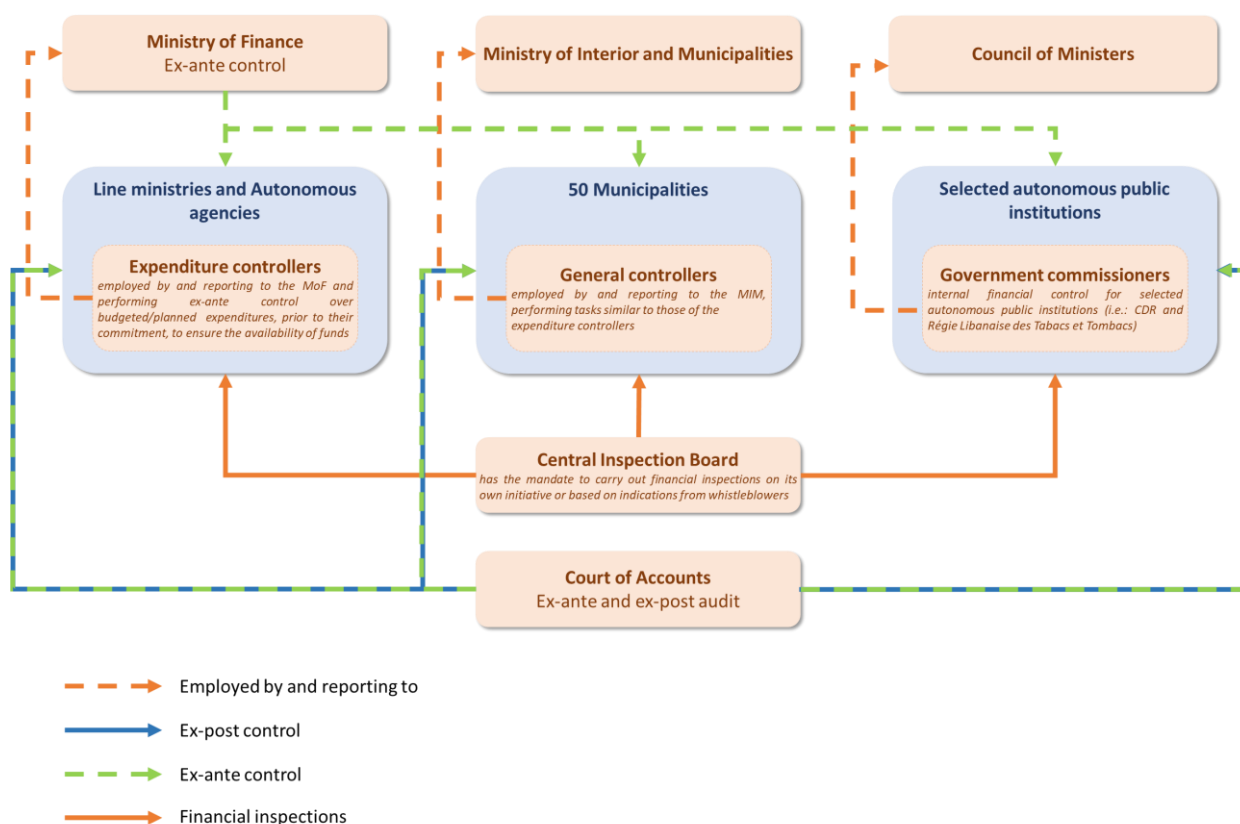 Ministry of Finance
Ex-ante control
Ministry of Interior and Municipalities
Council of Ministers
Line ministries and Autonomous
agencies
Expenditure controllers
employed by and reporting to the MoF and
performing ex-ante control over
budgeted/planned expenditures, prior to their
commitment, to ensure the availability of funds
50 Municipalities
General controllers
employed by and reporting to the MIM,
performing tasks similar to those of the
expenditure controllers
Selected autonomous public
institutions
Government commissioners
internal financial control for selected
autonomous public institutions (i.e.: CDR and
Régie Libanaise des Tabacs et Tombacs)
Central Inspection Board
has the mandate to carry out financial inspections on its
own initiative or based on indications from whistleblowers
Court of Accounts
Ex-ante and ex-post audit
Employed by and reporting to
Ex-post control
Ex-ante control
Financial inspections